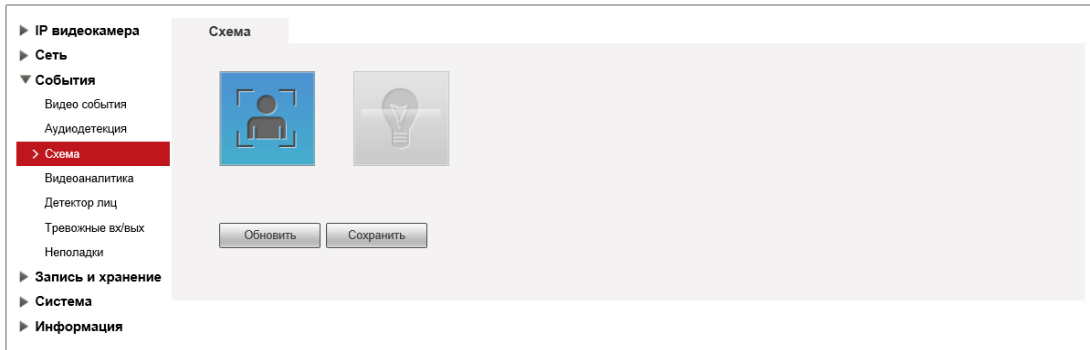 IP видеокамера
Сеть
События
Видео события
Аудиодетекция
Схема
Видеоаналитика
Детектор лиц
Тревожные вх/вых
Неполадки
Запись и хранение
Система
Информация
Схема
Обновить Сохранить